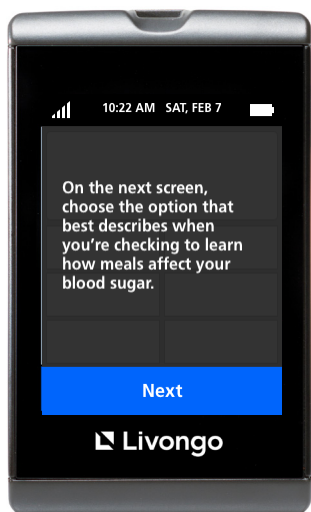 10:22 AM SAT, FEB 7
On the next screen,
choose the option that
best describes when
you're checking to learn
how meals affect your
blood sugar.
Next
Livongo